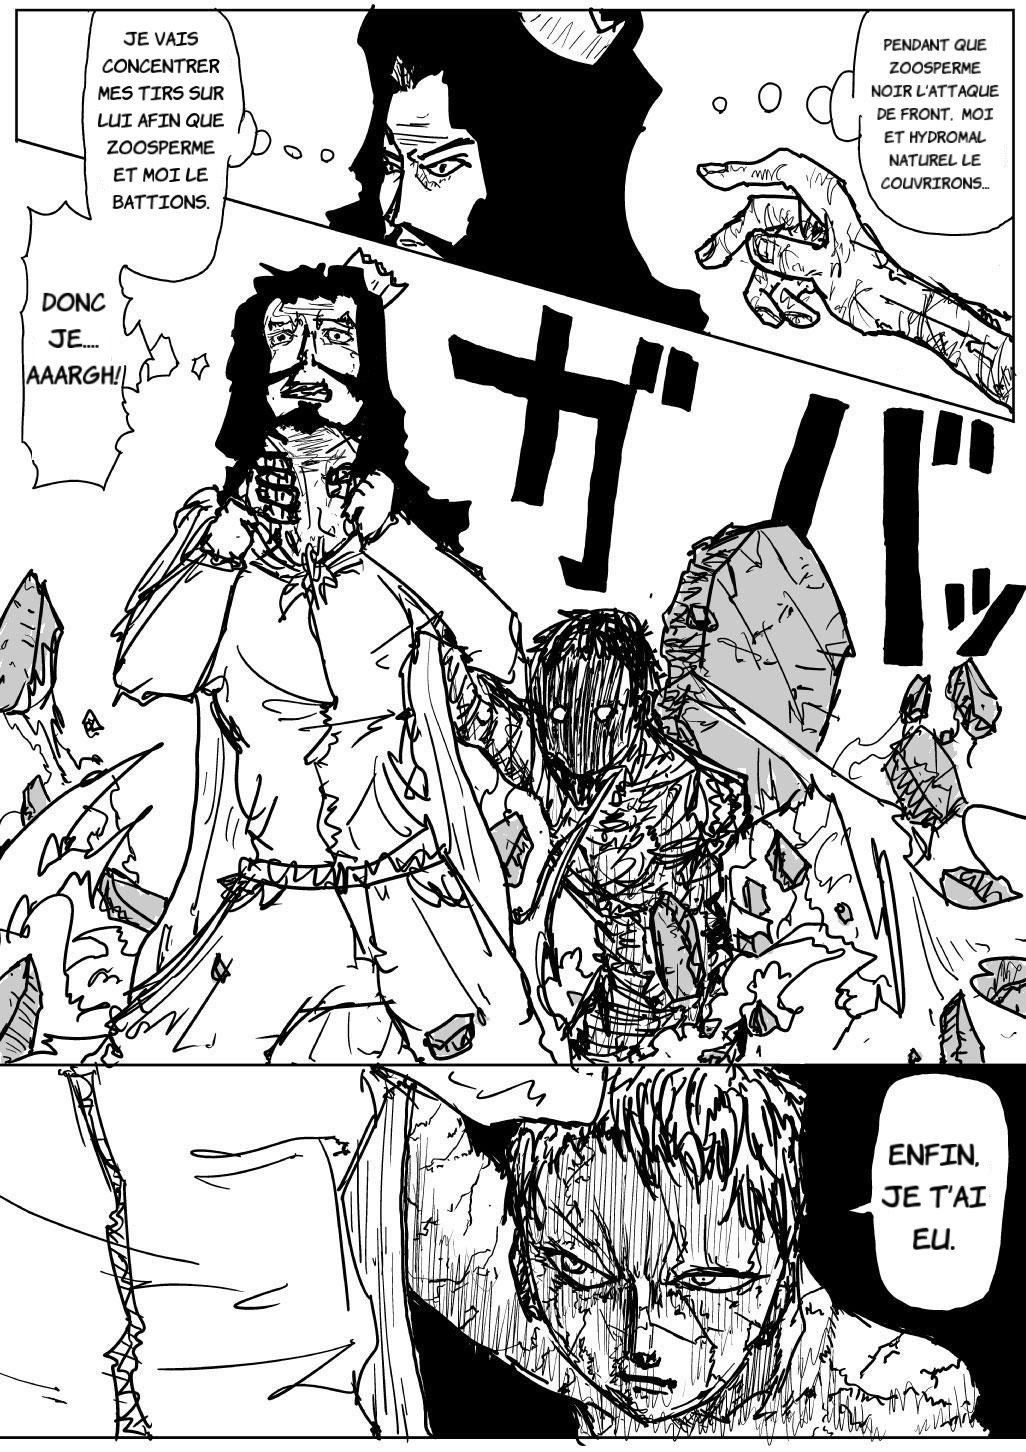 PENDANT QUE
ZOOSPERME
NOIR L'ATTAQUE
DE FRONT, MOI
ET HYDROMAL
NATUREL LE
COUVRIRONS...
JE VAIS
CONCENTRER
MES TIRS SUR
LUI AFIN QUE
ZOOSPERME
ET MOI LE
BATTIONS.
DONC
JE....
AAARGH!
ガバッ
ENFIN,
JE T'AI
EU.